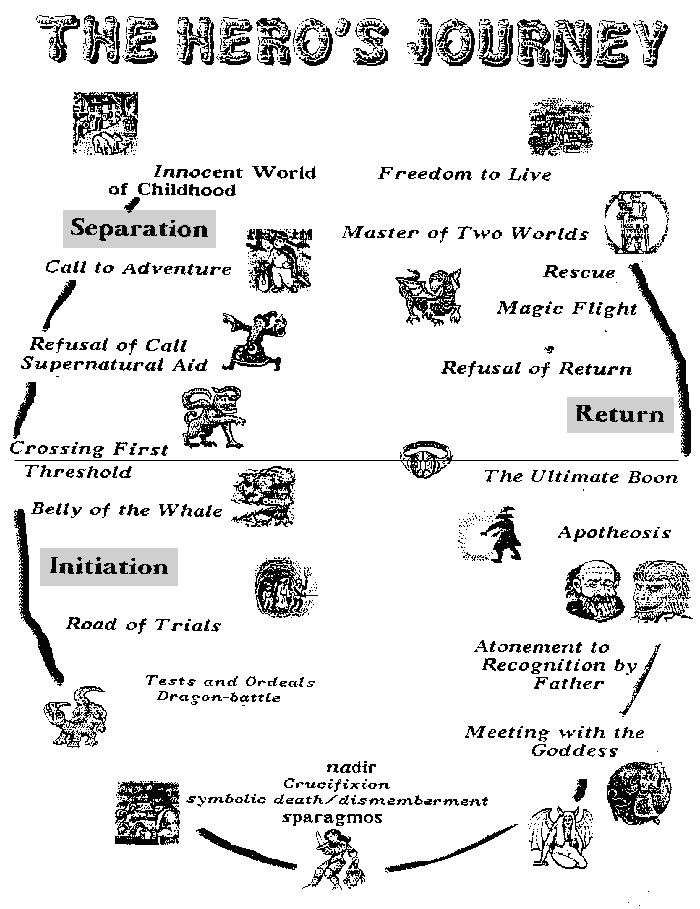 THE HERO'S JOURNEY
Innocent World
of Childhood
Separation
Call to Adventure
Refusal of Call
Supernatural Aid
Crossing First
Threshold
Belly of the Whale
Initiation
Road of Trials
Tests and Ordeals
Dragon-battle
nadir
Crucifixion
symbolic death/dismemberment
sparagmos
Meeting with the
Goddess
Atonement to
Recognition by
Father
Apotheosis
The Ultimate Boon
Return
Refusal of Return
Magic Flight
Rescue
Master of Two Worlds
Freedom to Live